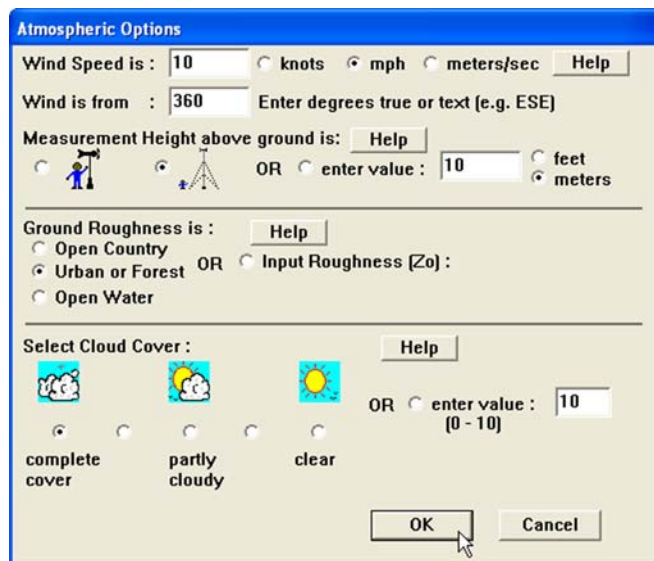 Atmospheric Options
Wind Speed is : 10 knots mph meters/sec Help
Wind is from : 360 Enter degrees true or text (e.g. ESE)
Measurement Height above ground is: Help
OR enter value : 10 feet
meters
Ground Roughness is : Help
Open Country
Urban or Forest OR Input Roughness (Zo) :
Open Water
Select Cloud Cover : Help
OR enter value : 10
(0 - 10)
complete cover
partly cloudy
clear
OK Cancel